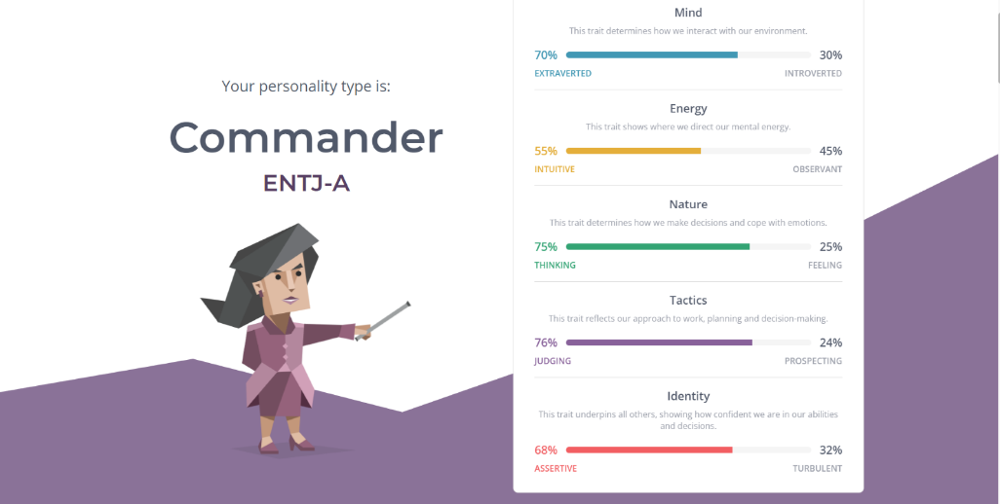 Your personality type is:
Commander
ENTJ-A
Mind
This trait determines how we interact with our environment.
70% 30%
EXTRAVERTED INTROVERTED
Energy
This trait shows where we direct our mental energy.
55% 45%
INTUITIVE OBSERVANT
Nature
This trait determines how we make decisions and cope with emotions.
75% 25%
THINKING FEELING
Tactics
This trait reflects our approach to work, planning and decision-making.
76% 24%
JUDGING PROSPECTING
Identity
This trait underpins all others, showing how confident we are in our abilities
and decisions.
68% 32%
ASSERTIVE TURBULENT